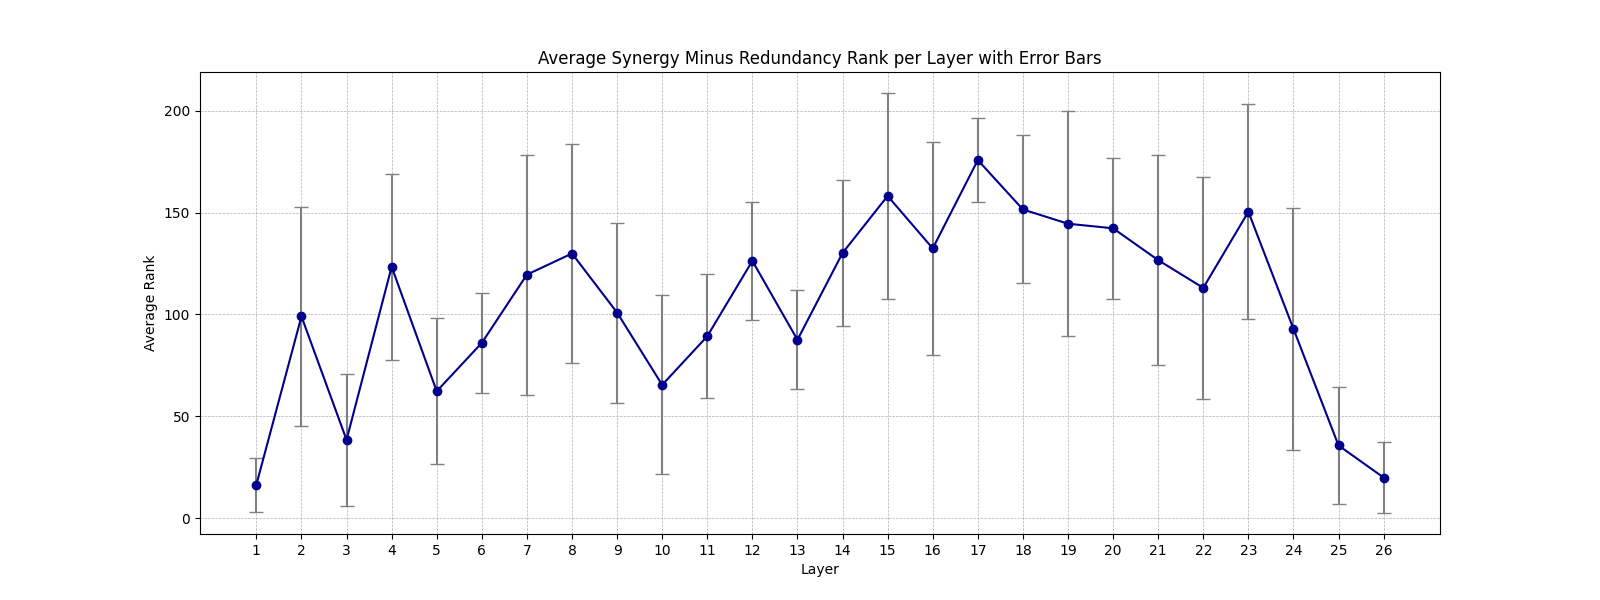 Average Synergy Minus Redundancy Rank per Layer with Error Bars
200
150
100
50
0
Average Rank
1 2 3 4 5 6 7 8 9 10 11 12 13 14 15 16 17 18 19 20 21 22 23 24 25 26
Layer